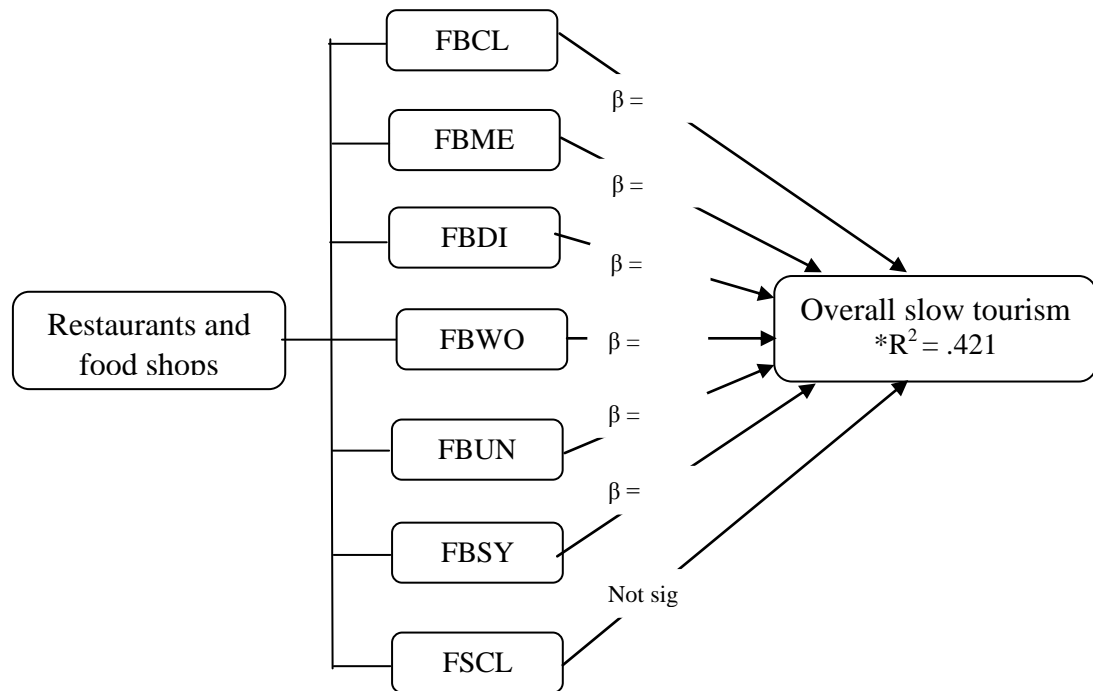 FBCL
β =
FBME
β =
FBDI
β =
Restaurants and
food shops
FBWO
β =
Overall slow tourism
*R² = .421
β =
FBUN
β =
FBSY
Not sig
FSCL